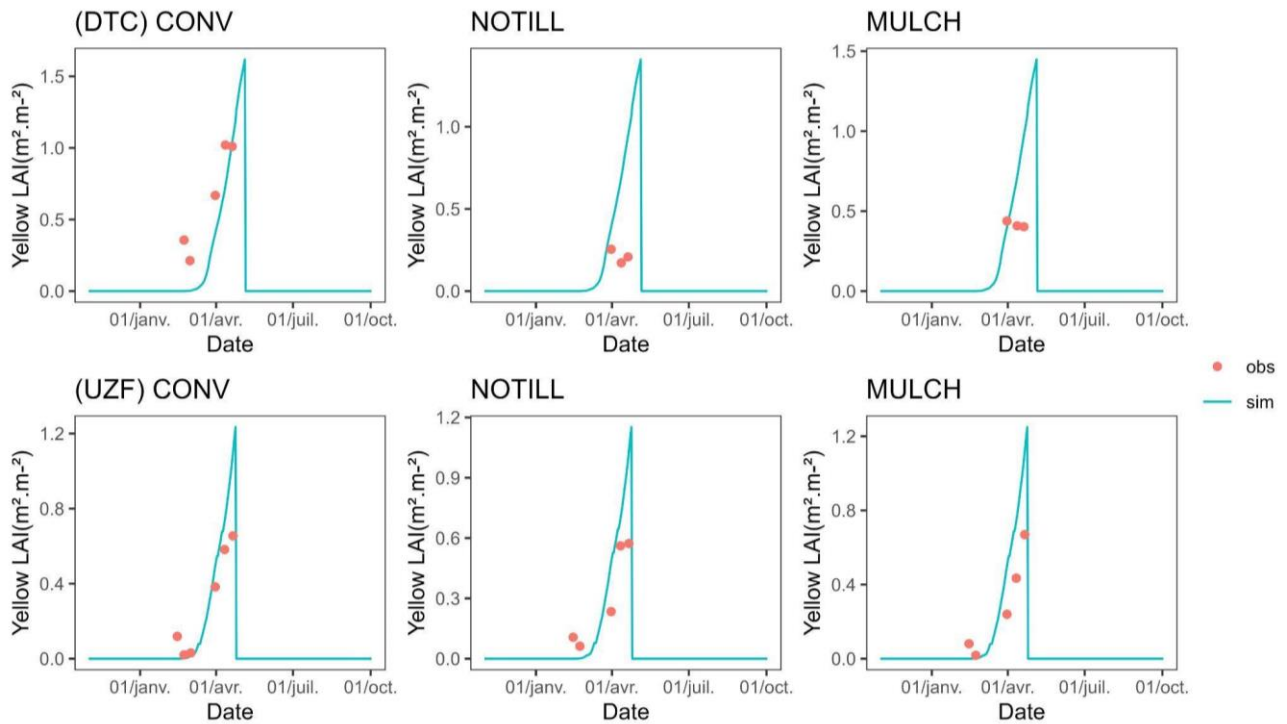 (DTC) CONV
NOTILL
MULCH
Yellow LAI(m².m-²)
1.5
1.0
0.5
0.0
01/janv. 01/avr. 01/juil. 01/oct.
Date
Yellow LAI(m².m-²)
1.0
0.5
0.0
01/janv. 01/avr. 01/juil. 01/oct.
Date
Yellow LAI(m².m-²)
1.5
1.0
0.5
0.0
01/janv. 01/avr. 01/juil. 01/oct.
Date
(UZF) CONV
NOTILL
MULCH
Yellow LAI(m².m-²)
1.2
0.8
0.4
0.0
01/janv. 01/avr. 01/juil. 01/oct.
Date
Yellow LAI(m².m-²)
1.2
0.9
0.6
0.3
0.0
01/janv. 01/avr. 01/juil. 01/oct.
Date
Yellow LAI(m².m-²)
1.2
0.8
0.4
0.0
01/janv. 01/avr. 01/juil. 01/oct.
Date
obs
sim